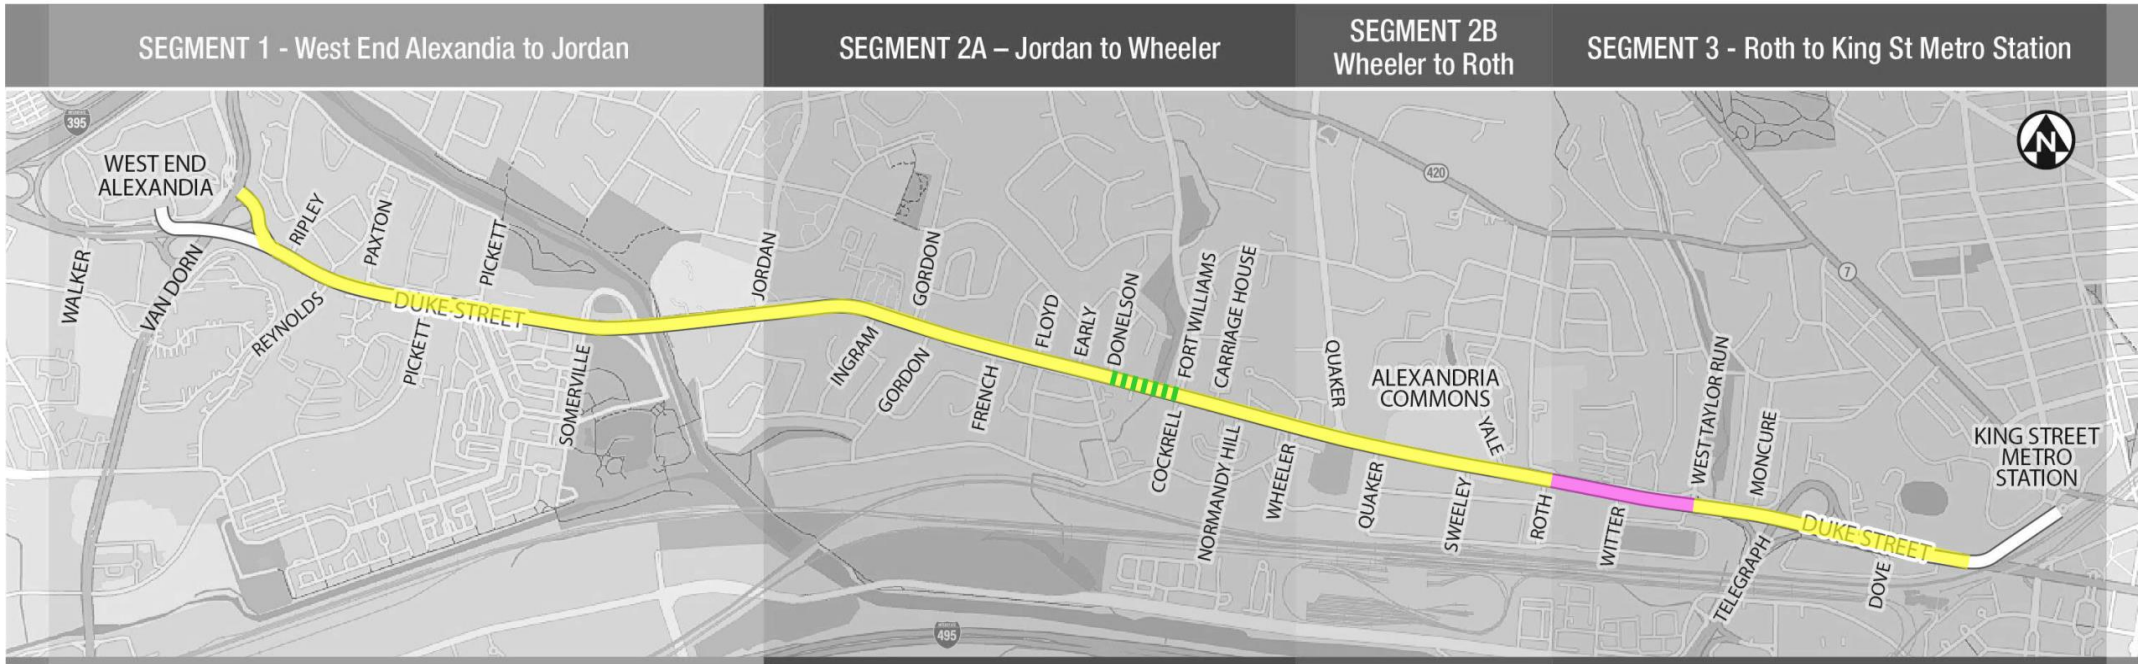 SEGMENT 1 - West End Alexandia to Jordan
SEGMENT 2A – Jordan to Wheeler
SEGMENT 2B
Wheeler to Roth
SEGMENT 3 - Roth to King St Metro Station
395
WEST END
ALEXANDIA
N
420
7
WALKER
VAN DORN
RIPLEY
REYNOLDS
PAXTON
PICKETT
PICKETT
DUKE STREET
SOMERVILLE
JORDAN
INGRAM
GORDON
GORDON
FRENCH
FLOYD
EARLY
DONELSON
FORT WILLIAMS
CARRIAGE HOUSE
COCKRELL
NORMANDY HILL
WHEELER
QUAKER
QUAKER
ALEXANDRIA
COMMONS
YALE
SWEELEY
ROTH
WITTER
WEST TAYLOR RUN
MONCURE
TELEGRAPH
DUKE STREET
DOVE
KING STREET
METRO
STATION
495